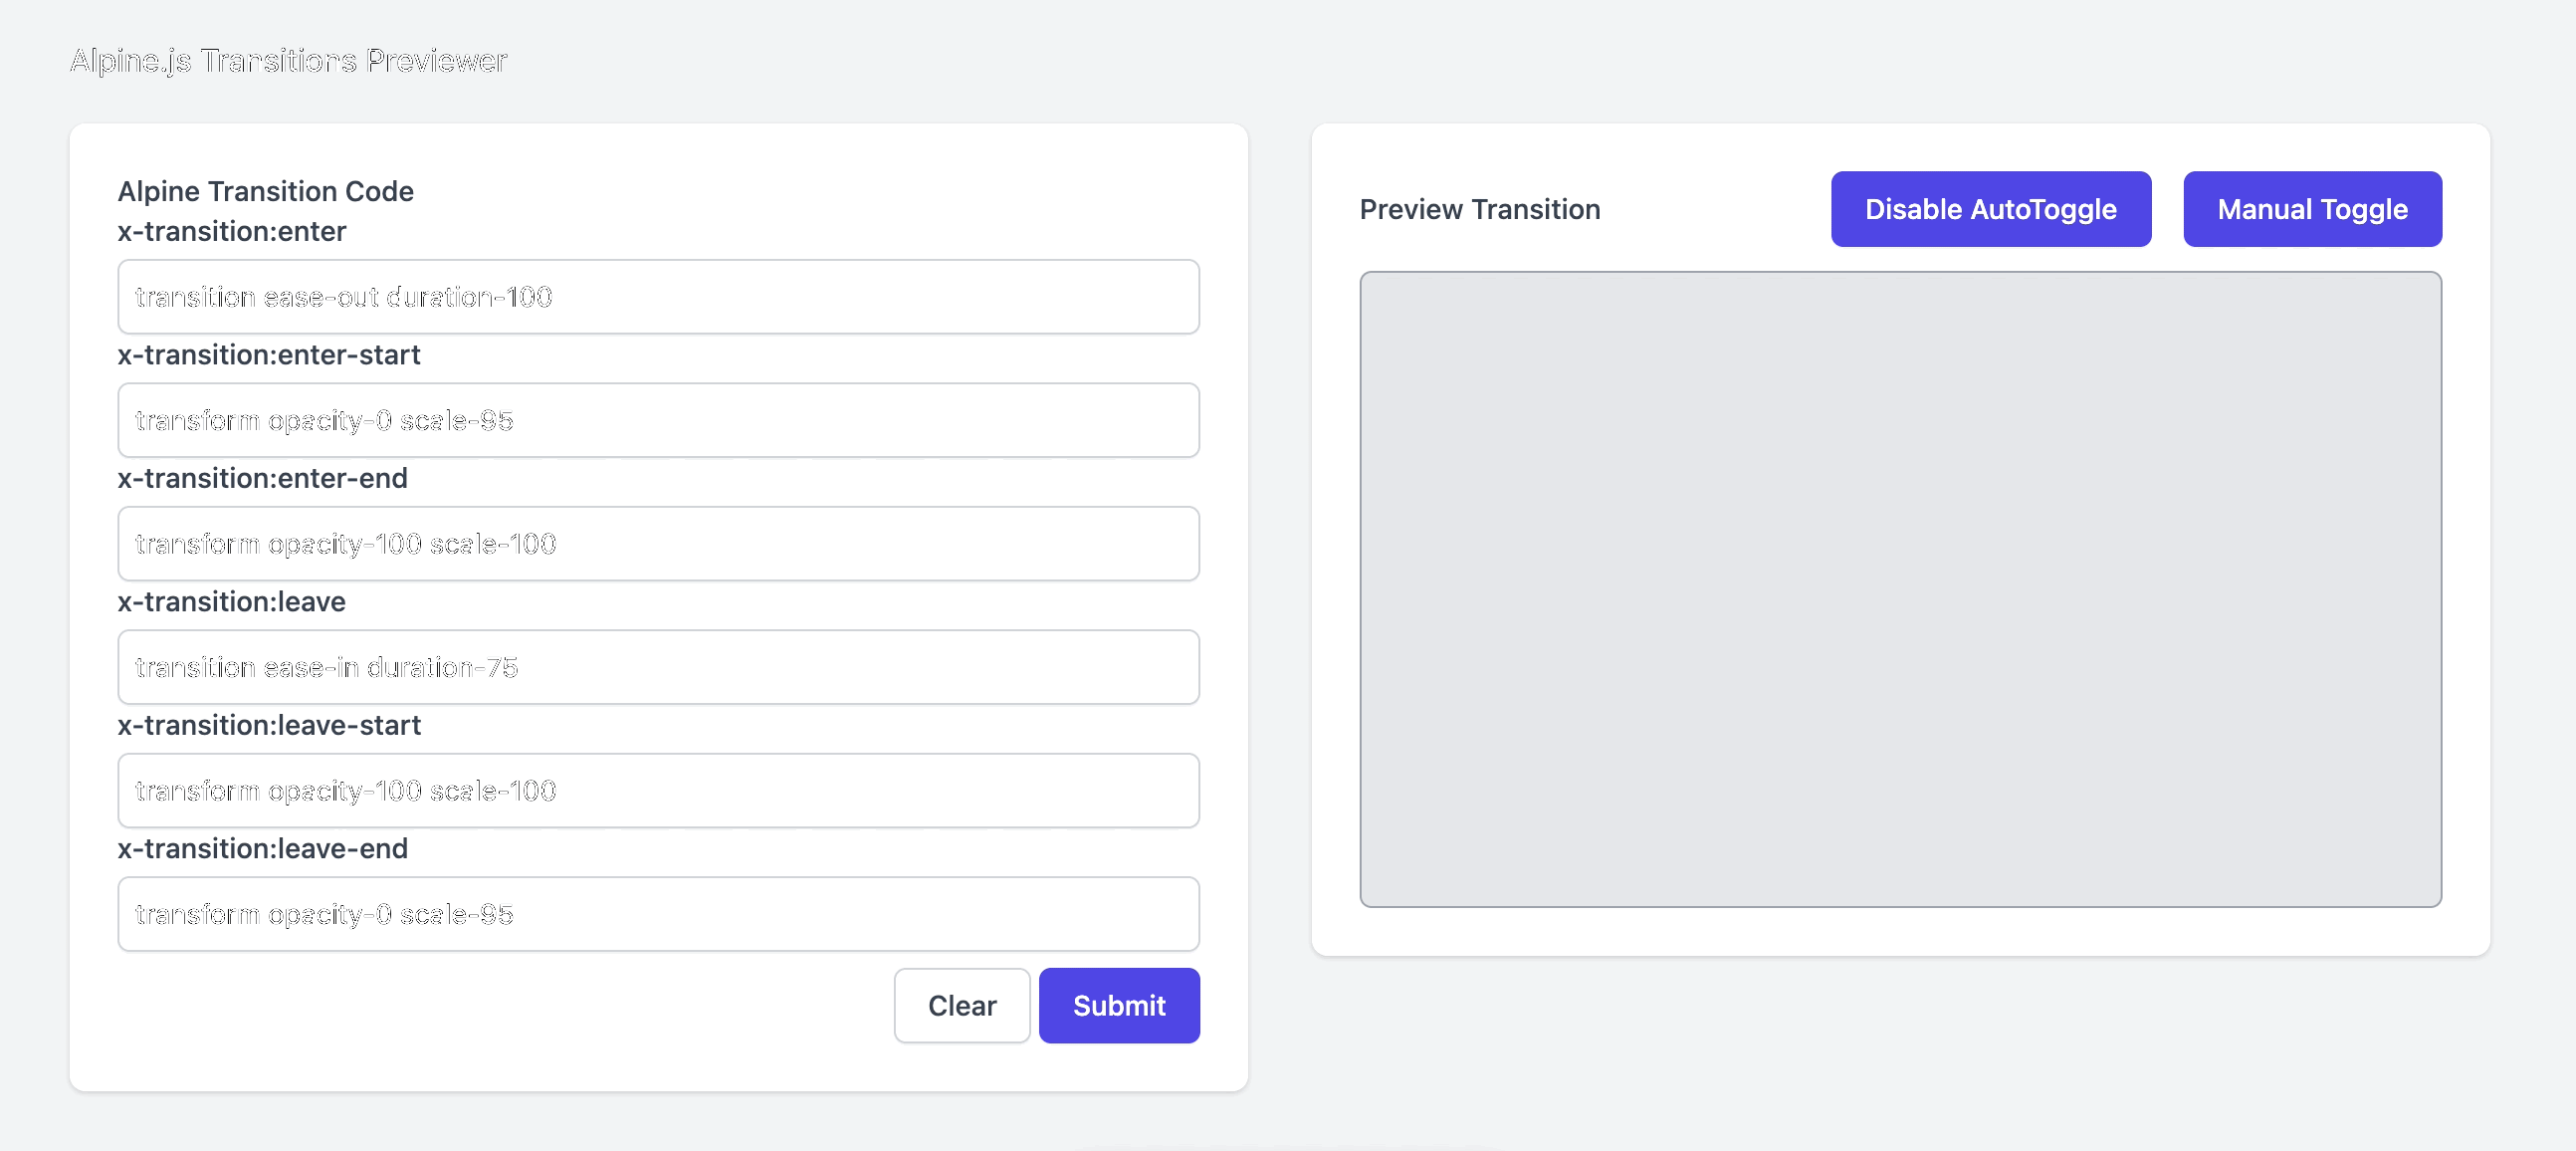 Alpine.js Transitions Previewer
Alpine Transition Code
x-transition:enter
transition ease-out duration-100
x-transition:enter-start
transform opacity-0 scale-95
x-transition:enter-end
transform opacity-100 scale-100
x-transition:leave
transition ease-in duration-75
x-transition:leave-start
transform opacity-100 scale-100
x-transition:leave-end
transform opacity-0 scale-95
Clear
Submit
Preview Transition
Disable AutoToggle
Manual Toggle